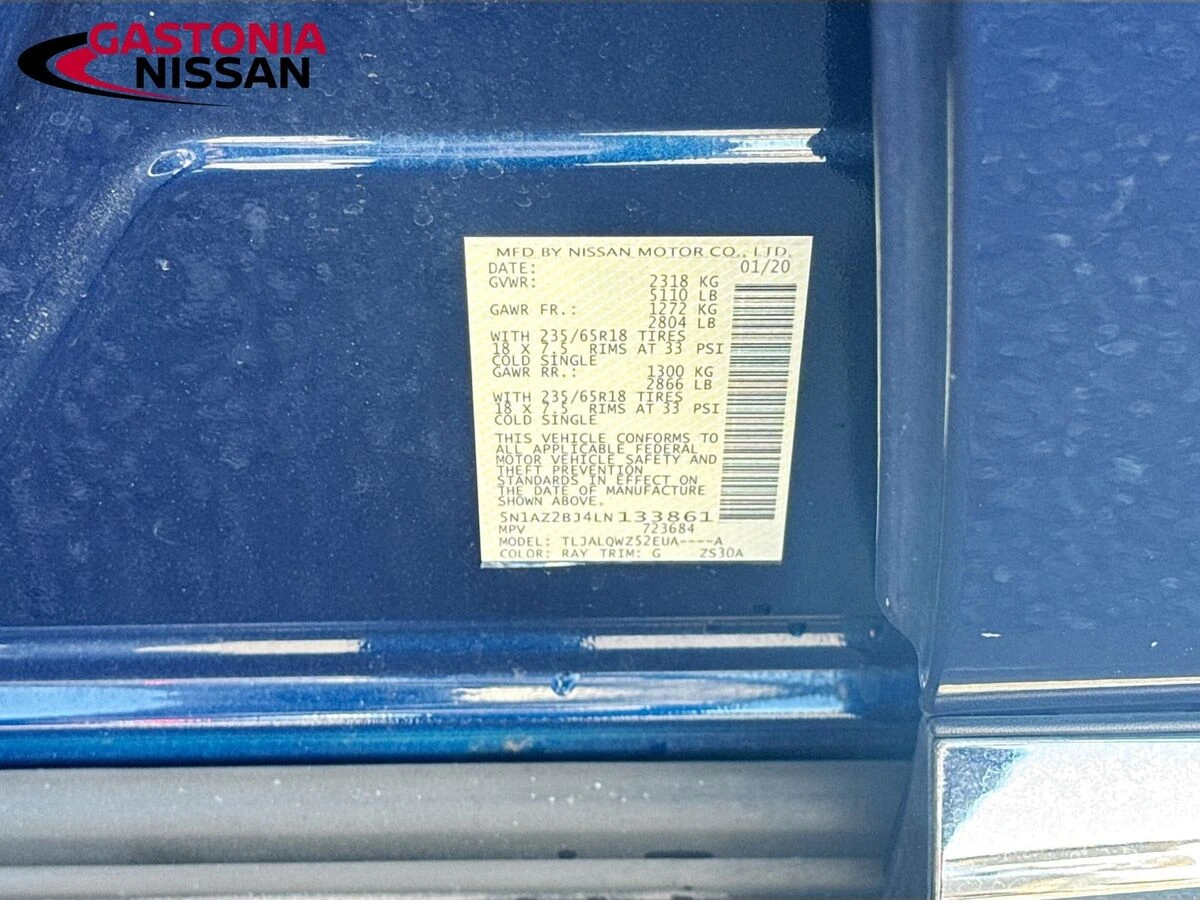 GASTONIA
NISSAN
MFD BY NISSAN MOTOR CO., LTD.
DATE: 01/20
GVWR: 2318 KG
5110 LB
GAWR FR.: 1272 KG
2804 LB
WITH 235/65R18 TIRES
18 X 7.5 RIMS AT 33 PSI
COLD SINGLE
GAWR RR.: 1300 KG
2866 LB
WITH 235/65R18 TIRES
18 X 7.5 RIMS AT 33 PSI
COLD SINGLE
THIS VEHICLE CONFORMS TO
ALL APPLICABLE FEDERAL
MOTOR VEHICLE SAFETY AND
THEFT PREVENTION
STANDARDS IN EFFECT ON
THE DATE OF MANUFACTURE
SHOWN ABOVE.
5N1AZ2BJ4LN133861
MPV 723684
MODEL: TLJALQWZ52EUA----A
COLOR: RAY TRIM: G ZS30A